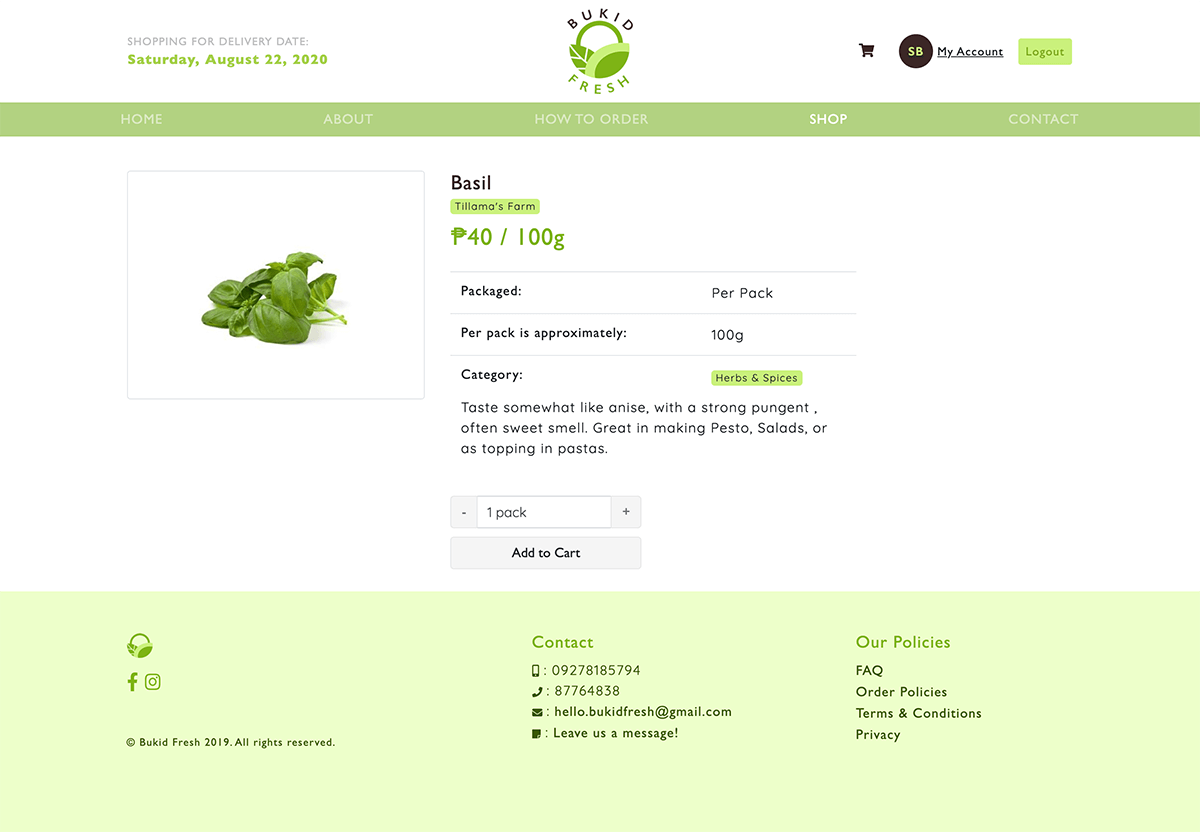 SHOPPING FOR DELIVERY DATE:
Saturday, August 22, 2020
BUKID
FRESH
SB
My Account
Logout
HOME
ABOUT
HOW TO ORDER
SHOP
CONTACT
Basil
Tillama's Farm
₱40 / 100g
Packaged:
Per Pack
Per pack is approximately:
100g
Category:
Herbs & Spices
Taste somewhat like anise, with a strong pungent ,
often sweet smell. Great in making Pesto, Salads, or
as topping in pastas.
- 1 pack +
Add to Cart
© Bukid Fresh 2019. All rights reserved.
Contact
: 09278185794
: 87764838
: hello.bukidfresh@gmail.com
: Leave us a message!
Our Policies
FAQ
Order Policies
Terms & Conditions
Privacy